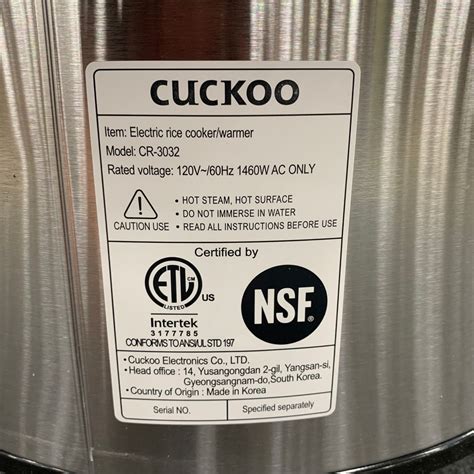 CUCKOO
Item: Electric rice cooker/warmer
Model: CR-3032
Rated voltage: 120V~/60Hz 1460W AC ONLY
CAUTION
• HOT STEAM, HOT SURFACE
• DO NOT IMMERSE IN WATER
• READ ALL INSTRUCTIONS BEFORE USE
Certified by
ETL CM
LISTED
US
Intertek
3177785
CONFORMS TO ANSI/UL STD 197
NSF®
• Cuckoo Electronics Co., LTD.
• Head office : 14, Yusangongdan 2-gil, Yangsan-si,
Gyeongsangnam-do, South Korea.
• Country of Origin : Made in Korea
Serial NO.
Specified separately